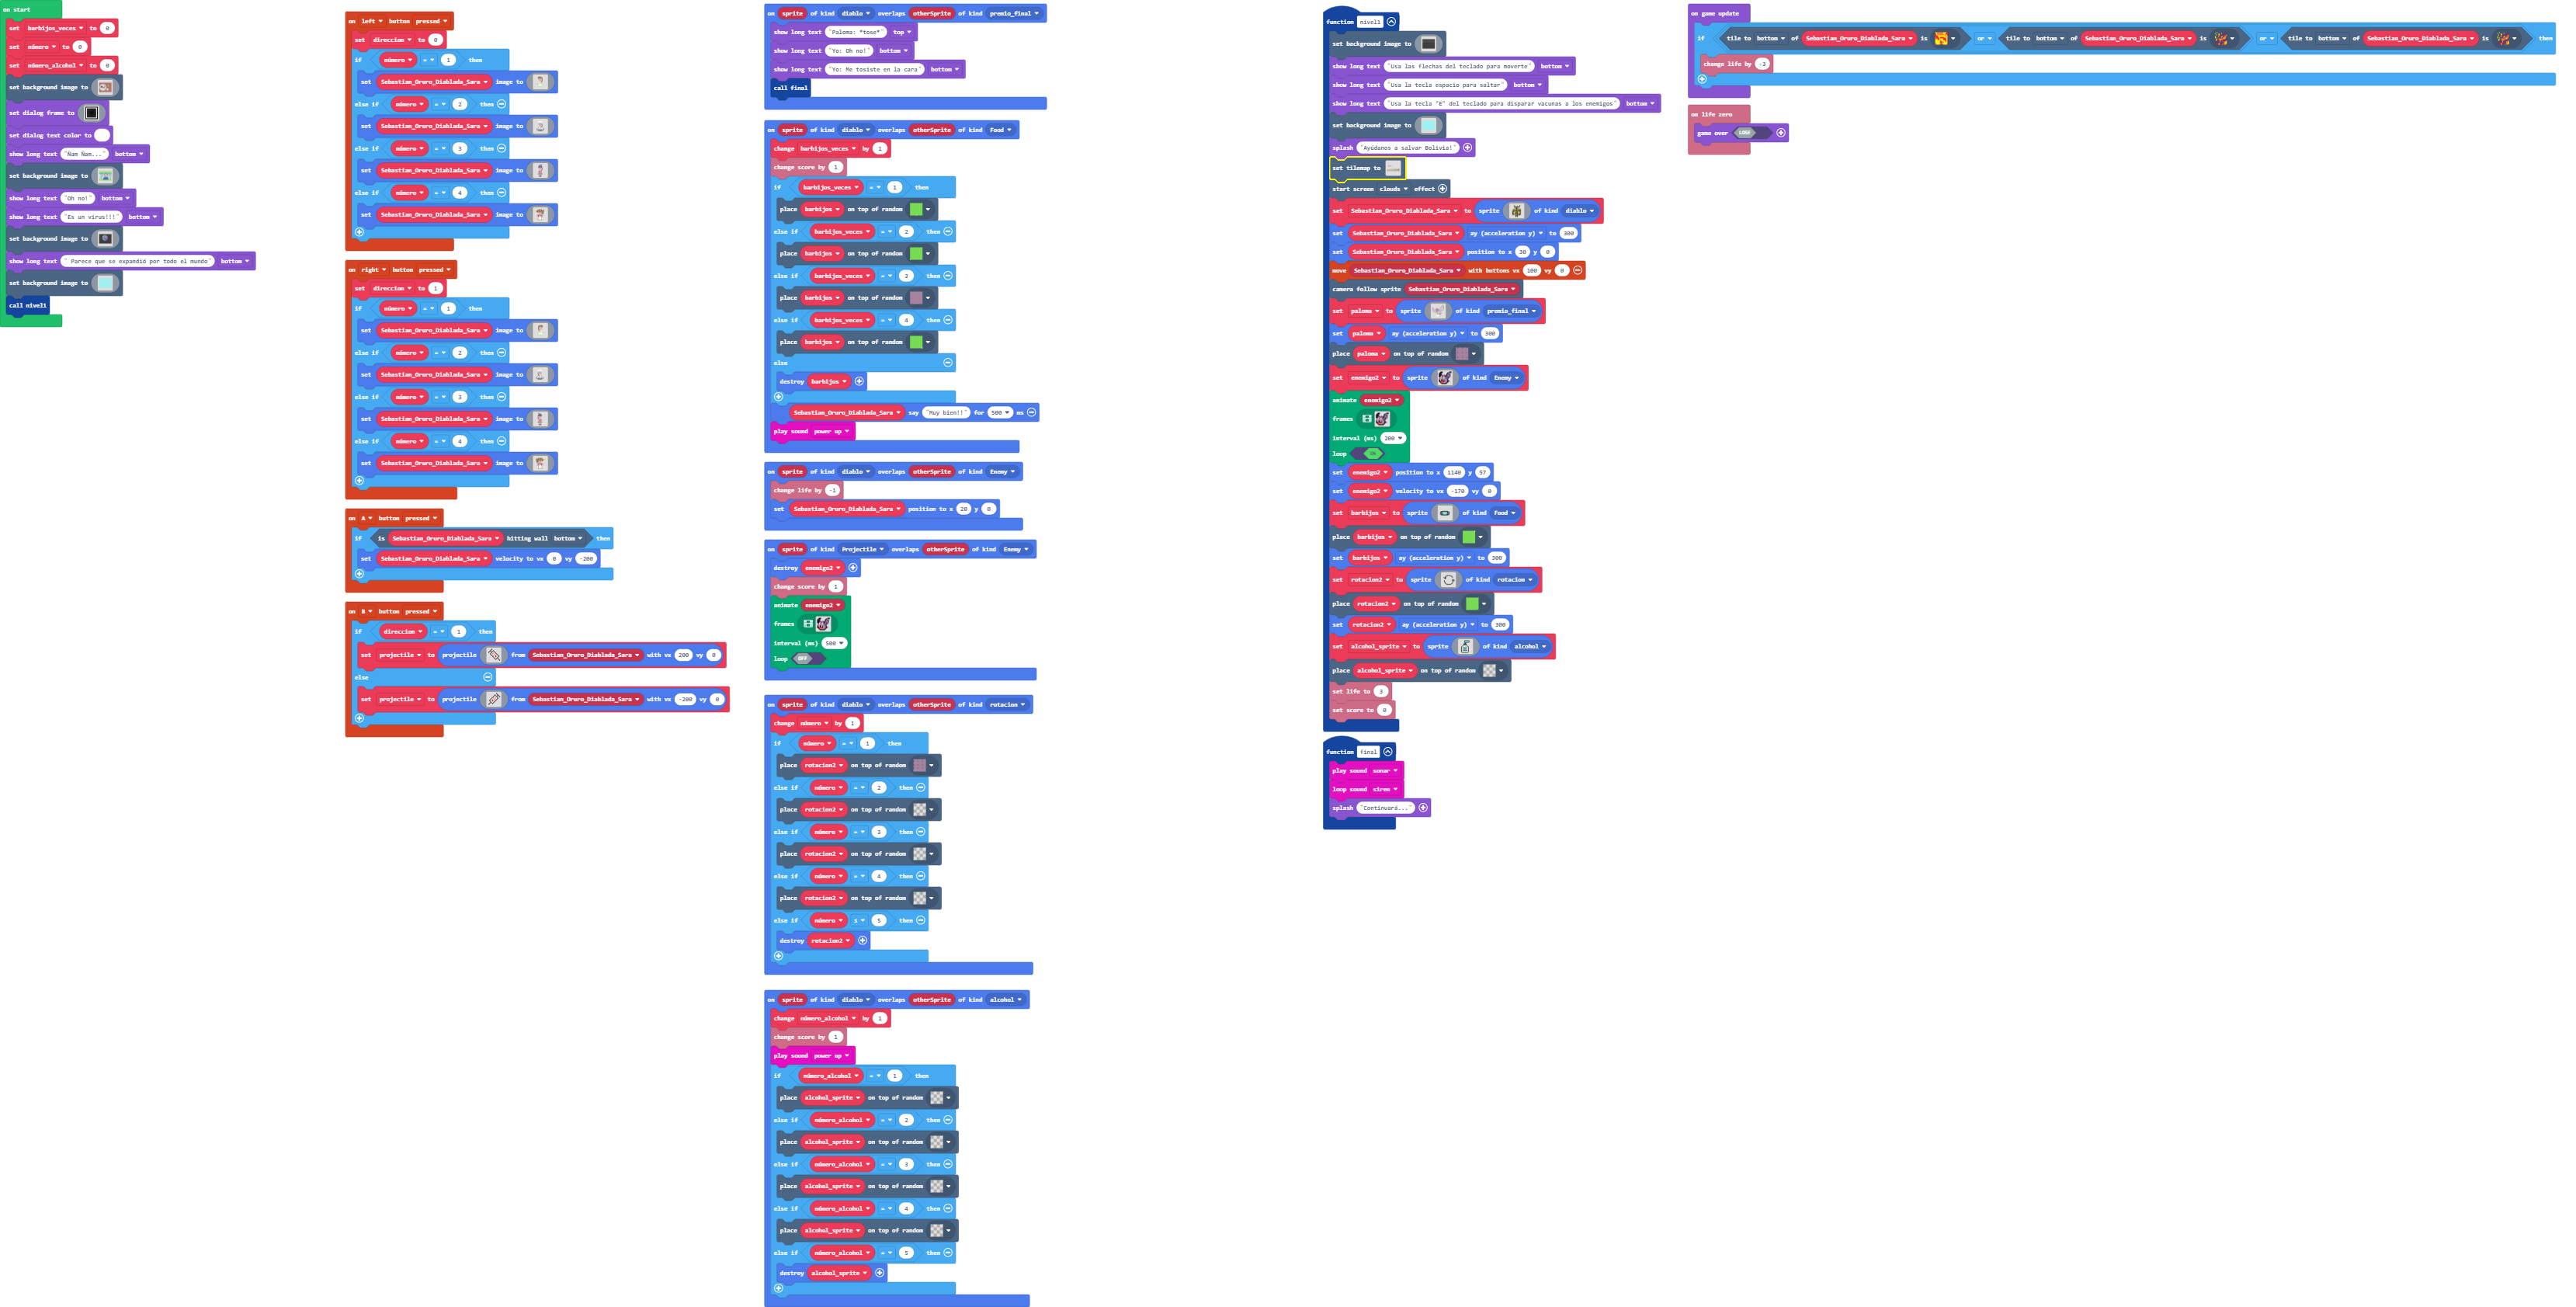 on start
set barbijos_veces to 0
set número to 0
set número_alcohol to 0
set background image to
set dialog frame to
set dialog text color to
show long text "Ñam Ñam..." bottom
set background image to
show long text "Oh no!" bottom
show long text "Es un virus!!!" bottom
set background image to
show long text " Parece que se expandió por todo el mundo" bottom
set background image to
call nivel1
on left button pressed
set direccion to 0
if número = 1 then
set Sebastian_Oruro_Diablada_Sara image to
else if número = 2 then
set Sebastian_Oruro_Diablada_Sara image to
else if número = 3 then
set Sebastian_Oruro_Diablada_Sara image to
else if número = 4 then
set Sebastian_Oruro_Diablada_Sara image to
on right button pressed
set direccion to 1
if número = 1 then
set Sebastian_Oruro_Diablada_Sara image to
else if número = 2 then
set Sebastian_Oruro_Diablada_Sara image to
else if número = 3 then
set Sebastian_Oruro_Diablada_Sara image to
else if número = 4 then
set Sebastian_Oruro_Diablada_Sara image to
on A button pressed
if is Sebastian_Oruro_Diablada_Sara hitting wall bottom then
set Sebastian_Oruro_Diablada_Sara velocity to vx 0 vy -200
on B button pressed
if direccion = 1 then
set projectile to projectile from Sebastian_Oruro_Diablada_Sara with vx 200 vy 0
else
set projectile to projectile from Sebastian_Oruro_Diablada_Sara with vx -200 vy 0
on sprite of kind diablo overlaps otherSprite of kind premio_final
show long text "Paloma: *tose*" top
show long text "Yo: Oh no!" bottom
show long text "Yo: Me tosiste en la cara" bottom
call final
on sprite of kind diablo overlaps otherSprite of kind Food
change barbijos_veces by 1
change score by 1
if barbijos_veces = 1 then
place barbijos on top of random
else if barbijos_veces = 2 then
place barbijos on top of random
else if barbijos_veces = 3 then
place barbijos on top of random
else if barbijos_veces = 4 then
place barbijos on top of random
else
destroy barbijos
Sebastian_Oruro_Diablada_Sara say "Muy bien!!" for 500 ms
play sound power up
on sprite of kind diablo overlaps otherSprite of kind Enemy
change life by -1
set Sebastian_Oruro_Diablada_Sara position to x 20 y 0
on sprite of kind Projectile overlaps otherSprite of kind Enemy
destroy enemigo2
change score by 1
animate enemigo2
frames
interval (ms) 500
loop OFF
on sprite of kind diablo overlaps otherSprite of kind rotacion
change número by 1
if número = 1 then
place rotacion2 on top of random
else if número = 2 then
place rotacion2 on top of random
else if número = 3 then
place rotacion2 on top of random
else if número = 4 then
place rotacion2 on top of random
else if número ≤ 5 then
destroy rotacion2
on sprite of kind diablo overlaps otherSprite of kind alcohol
change número_alcohol by 1
change score by 1
play sound power up
if número_alcohol = 1 then
place alcohol_sprite on top of random
else if número_alcohol = 2 then
place alcohol_sprite on top of random
else if número_alcohol = 3 then
place alcohol_sprite on top of random
else if número_alcohol = 4 then
place alcohol_sprite on top of random
else if número_alcohol = 5 then
destroy alcohol_sprite
function nivel1
set background image to
show long text "Usa las flechas del teclado para moverte" bottom
show long text "Usa la tecla espacio para saltar" bottom
show long text "Usa la tecla "E" del teclado para disparar vacunas a los enemigos" bottom
set background image to
splash "Ayúdanos a salvar Bolivia!"
set tilemap to
start screen clouds effect
set Sebastian_Oruro_Diablada_Sara to sprite of kind diablo
set Sebastian_Oruro_Diablada_Sara ay (acceleration y) to 300
set Sebastian_Oruro_Diablada_Sara position to x 30 y 0
move Sebastian_Oruro_Diablada_Sara with buttons vx 100 vy 0
camera follow sprite Sebastian_Oruro_Diablada_Sara
set paloma to sprite of kind premio_final
set paloma ay (acceleration y) to 300
place paloma on top of random
set enemigo2 to sprite of kind Enemy
animate enemigo2
frames
interval (ms) 200
loop ON
set enemigo2 position to x 1140 y 57
set enemigo2 velocity to vx -170 vy 0
set barbijos to sprite of kind Food
place barbijos on top of random
set barbijos ay (acceleration y) to 300
set rotacion2 to sprite of kind rotacion
place rotacion2 on top of random
set rotacion2 ay (acceleration y) to 300
set alcohol_sprite to sprite of kind alcohol
place alcohol_sprite on top of random
set life to 3
set score to 0
function final
play sound sonar
loop sound siren
splash "Continuará..."
on game update
if tile to bottom of Sebastian_Oruro_Diablada_Sara is or tile to bottom of Sebastian_Oruro_Diablada_Sara is or tile to bottom of Sebastian_Oruro_Diablada_Sara is then
change life by -3
on life zero
game over LOSE